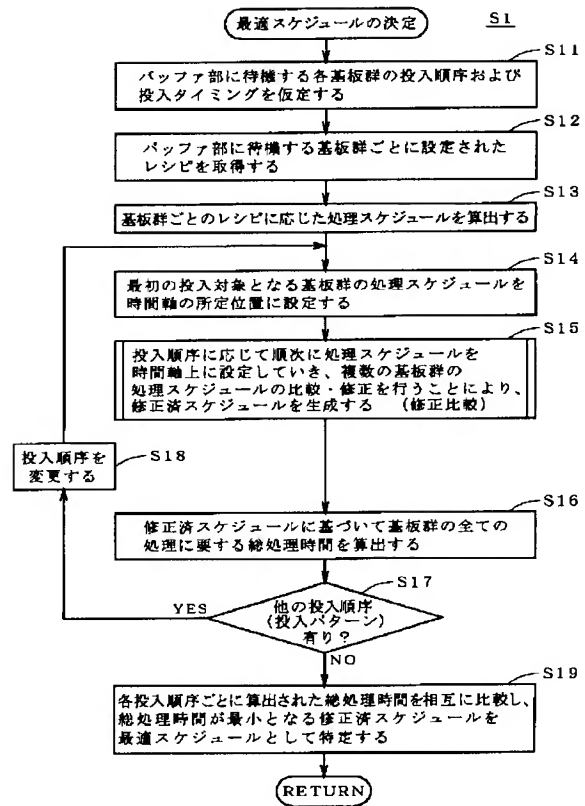 最適スケジュールの決定
S1
S11
バッファ部に待機する各基板群の投入順序および
投入タイミングを仮定する
S12
バッファ部に待機する基板群ごとに設定された
レシピを取得する
S13
基板群ごとのレシピに応じた処理スケジュールを算出する
S14
最初の投入対象となる基板群の処理スケジュールを
時間軸の所定位置に設定する
S15
投入順序に応じて順次に処理スケジュールを
時間軸上に設定していき、複数の基板群の
処理スケジュールの比較・修正を行うことにより、
修正済スケジュールを生成する (修正比較)
S18
投入順序を
変更する
S16
修正済スケジュールに基づいて基板群の全ての
処理に要する総処理時間を算出する
S17
他の投入順序
(投入パターン)
有り?
YES
NO
S19
各投入順序ごとに算出された総処理時間を相互に比較し、
総処理時間が最小となる修正済スケジュールを
最適スケジュールとして特定する
RETURN